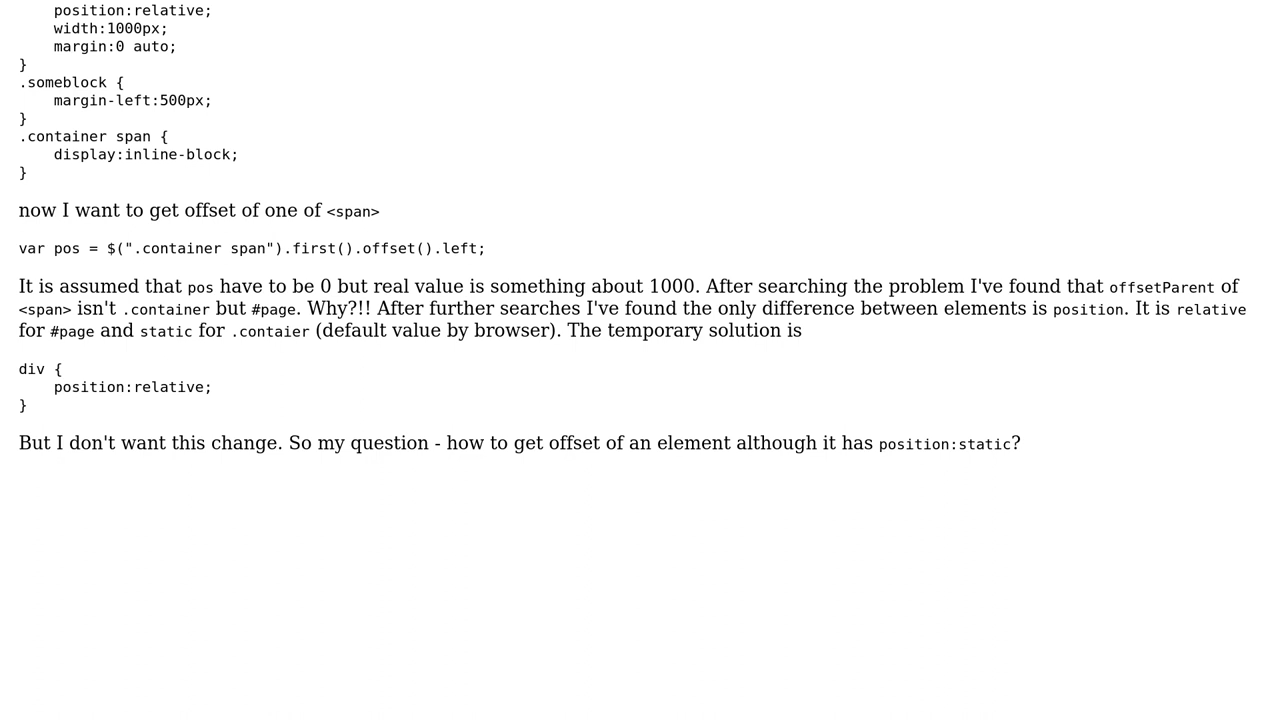 position:relative;
    width:1000px;
    margin:0 auto;
}
.someblock {
    margin-left:500px;
}
.container span {
    display:inline-block;
}
now I want to get offset of one of <span>
var pos = $(".container span").first().offset().left;
It is assumed that pos have to be 0 but real value is something about 1000. After searching the problem I've found that offsetParent of
<span> isn't .container but #page. Why?!! After further searches I've found the only difference between elements is position. It is relative
for #page and static for .contaier (default value by browser). The temporary solution is
div {
    position:relative;
}
But I don't want this change. So my question - how to get offset of an element although it has position:static?